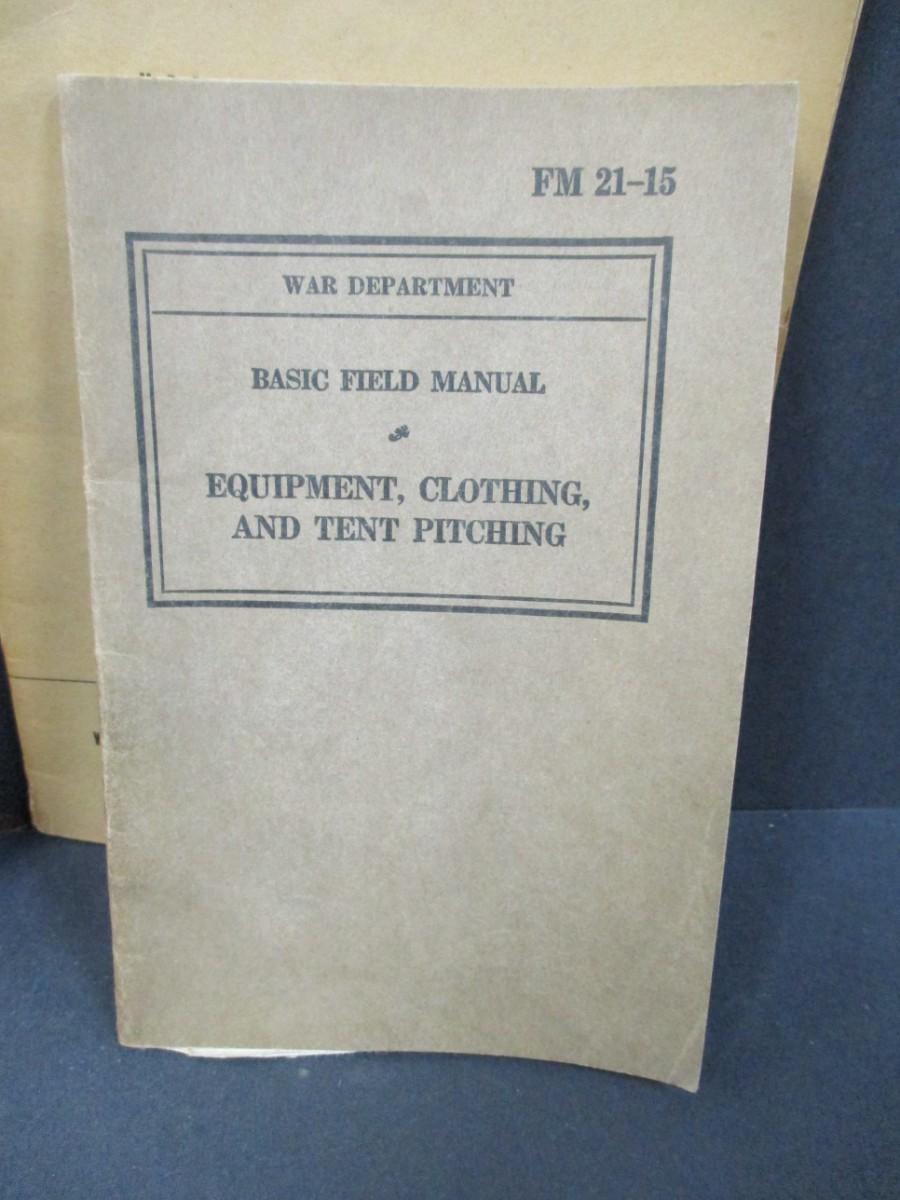 FM 21–15
WAR DEPARTMENT
BASIC FIELD MANUAL
EQUIPMENT, CLOTHING,
AND TENT PITCHING